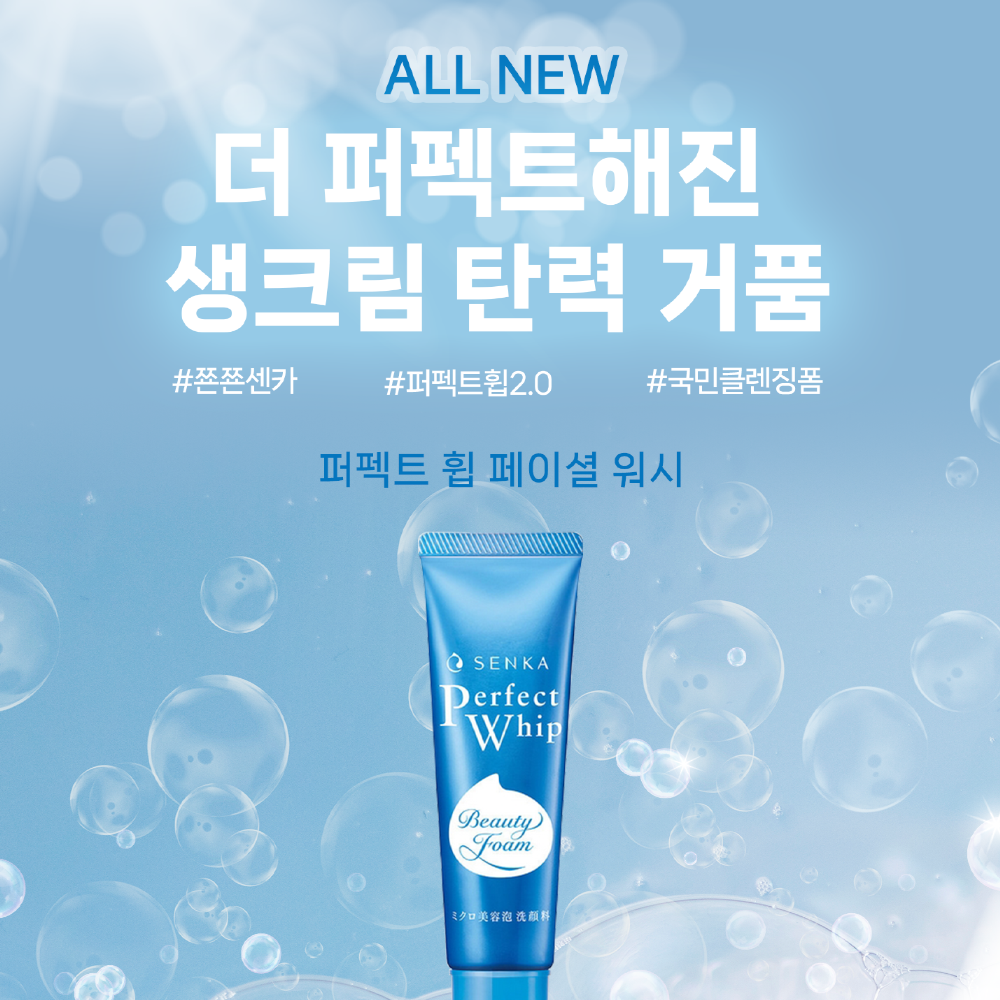 ALL NEW
더 퍼펙트해진
생크림 탄력 거품
#쫀쫀센카 #퍼펙트휩2.0 #국민클렌징폼
퍼펙트 휩 페이셜 워시
SENKA
Perfect
Whip
Beauty
Foam
ミクロ美容泡 洗顔料